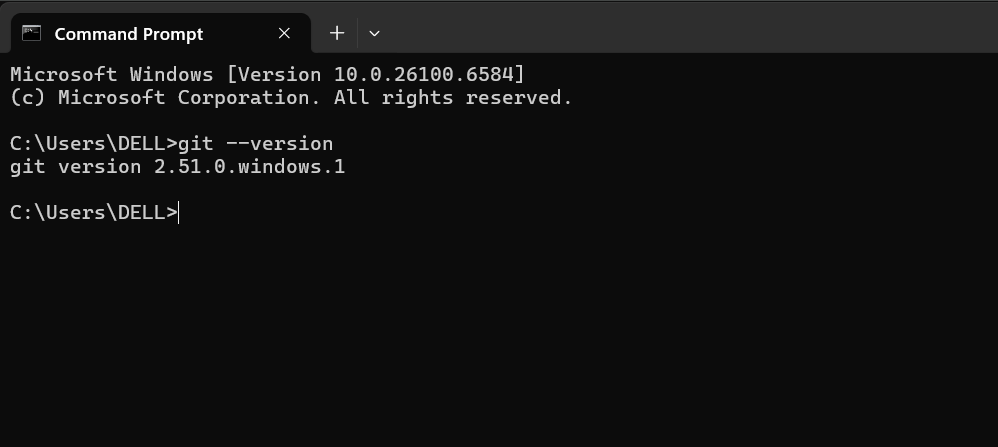 Command Prompt
Microsoft Windows [Version 10.0.26100.6584]
(c) Microsoft Corporation. All rights reserved.
C:\Users\DELL>git --version
git version 2.51.0.windows.1
C:\Users\DELL>